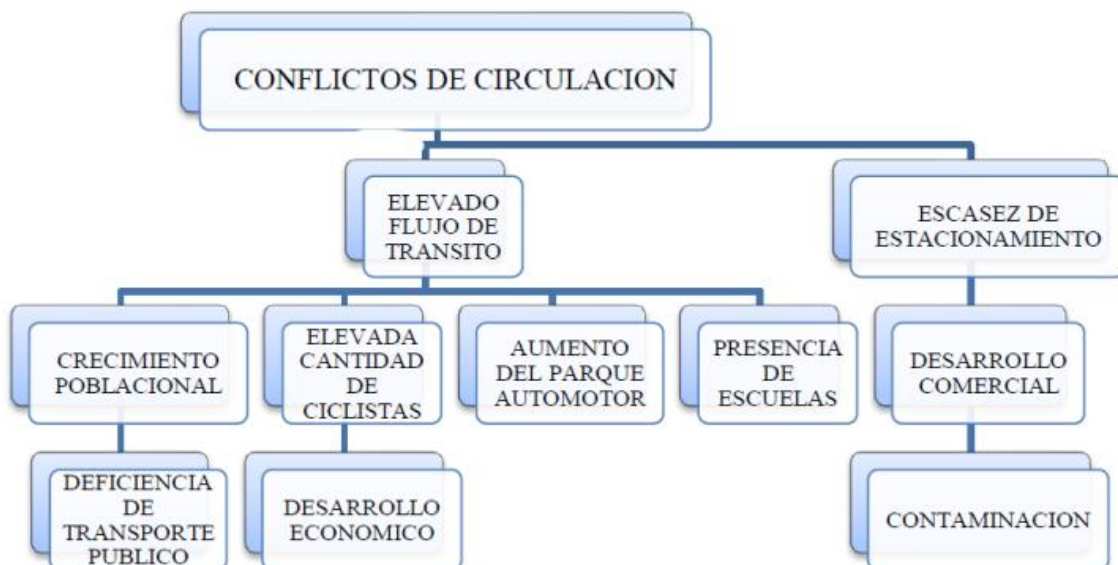 CONFLICTOS DE CIRCULACION
ELEVADO
FLUJO DE
TRANSITO
ESCASEZ DE
ESTACIONAMIENTO
CRECIMIENTO
POBLACIONAL
ELEVADA
CANTIDAD
DE
CICLISTAS
AUMENTO
DEL PARQUE
AUTOMOTOR
PRESENCIA
DE
ESCUELAS
DESARROLLO
COMERCIAL
DEFICIENCIA
DE
TRANSPORTE
PUBLICO
DESARROLLO
ECONOMICO
CONTAMINACION